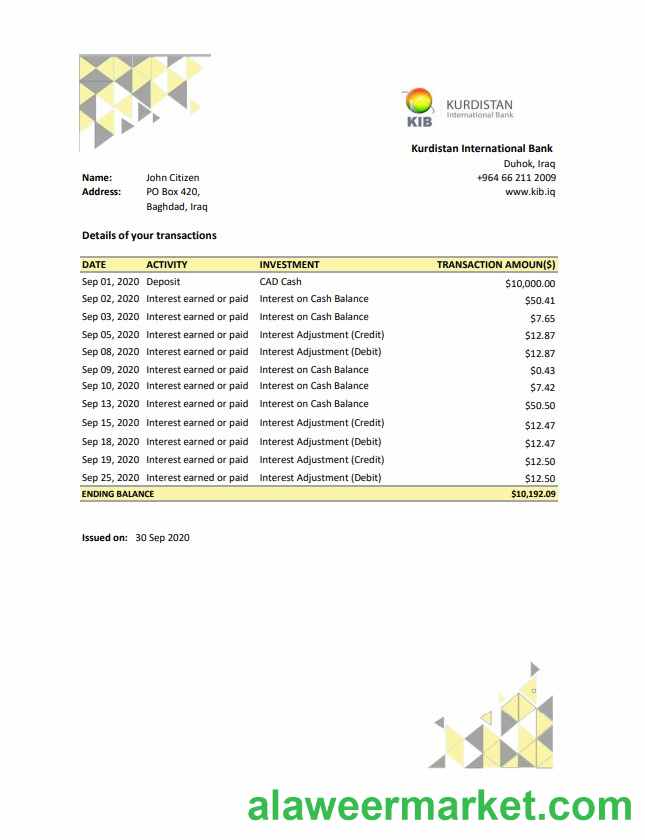 KIB
KURDISTAN
International Bank
Kurdistan International Bank
Duhok, Iraq
Name: John Citizen +964 66 211 2009
Address: PO Box 420, www.kib.iq
Baghdad, Iraq
Details of your transactions
DATE ACTIVITY INVESTMENT TRANSACTION AMOUN($)
Sep 01, 2020 Deposit CAD Cash $10,000.00
Sep 02, 2020 Interest earned or paid Interest on Cash Balance $50.41
Sep 03, 2020 Interest earned or paid Interest on Cash Balance $7.65
Sep 05, 2020 Interest earned or paid Interest Adjustment (Credit) $12.87
Sep 08, 2020 Interest earned or paid Interest Adjustment (Debit) $12.87
Sep 09, 2020 Interest earned or paid Interest on Cash Balance $0.43
Sep 10, 2020 Interest earned or paid Interest on Cash Balance $7.42
Sep 13, 2020 Interest earned or paid Interest on Cash Balance $50.50
Sep 15, 2020 Interest earned or paid Interest Adjustment (Credit) $12.47
Sep 18, 2020 Interest earned or paid Interest Adjustment (Debit) $12.47
Sep 19, 2020 Interest earned or paid Interest Adjustment (Credit) $12.50
Sep 25, 2020 Interest earned or paid Interest Adjustment (Debit) $12.50
ENDING BALANCE $10,192.09
Issued on: 30 Sep 2020
alaweermarket.com